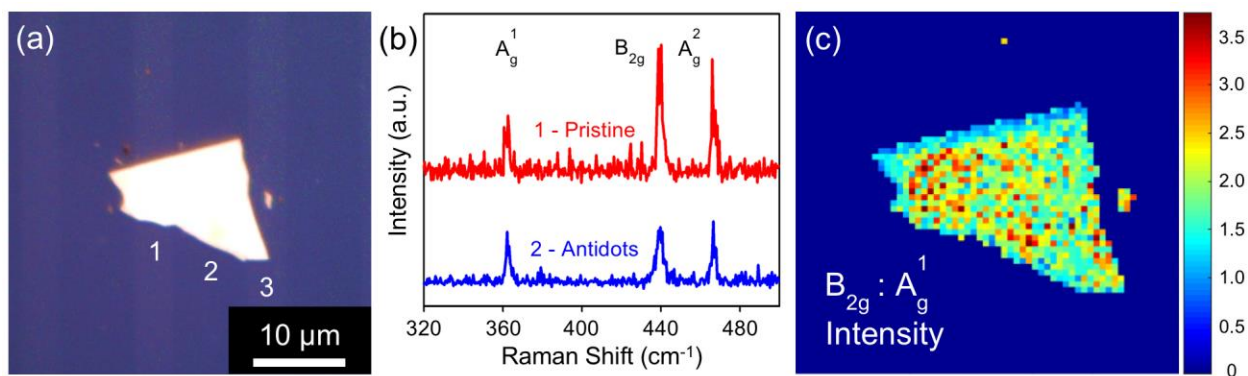 (a)
1
2
3
10 µm
(b)
A_g^1
B_2g
A_g^2
1 - Pristine
2 - Antidots
Intensity (a.u.)
320 360 400 440 480
Raman Shift (cm⁻¹)
(c)
B_2g : A_g^1
Intensity
3.5
3.0
2.5
2.0
1.5
1.0
0.5
0